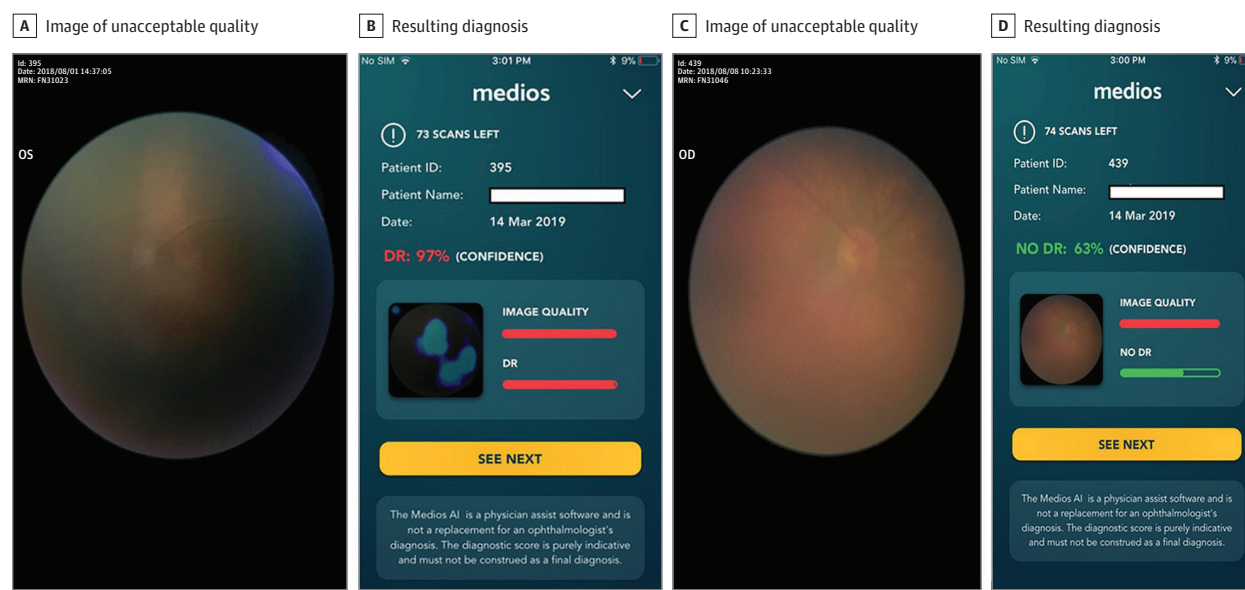 A Image of unacceptable quality
B Resulting diagnosis
C Image of unacceptable quality
D Resulting diagnosis
Id: 395
Date: 2018/08/01 14:37:05
MRN: FN31023
OS
No SIM 3:01 PM 9%
medios
73 SCANS LEFT
Patient ID: 395
Patient Name:
Date: 14 Mar 2019
DR: 97% (CONFIDENCE)
IMAGE QUALITY
DR
SEE NEXT
The Medios AI is a physician assist software and is
not a replacement for an ophthalmologist's
diagnosis. The diagnostic score is purely indicative
and must not be construed as a final diagnosis.
Id: 439
Date: 2018/08/08 10:23:33
MRN: FN31046
OD
No SIM 3:00 PM 9%
medios
74 SCANS LEFT
Patient ID: 439
Patient Name:
Date: 14 Mar 2019
NO DR: 63% (CONFIDENCE)
IMAGE QUALITY
NO DR
SEE NEXT
The Medios AI is a physician assist software and is
not a replacement for an ophthalmologist's
diagnosis. The diagnostic score is purely indicative
and must not be construed as a final diagnosis.